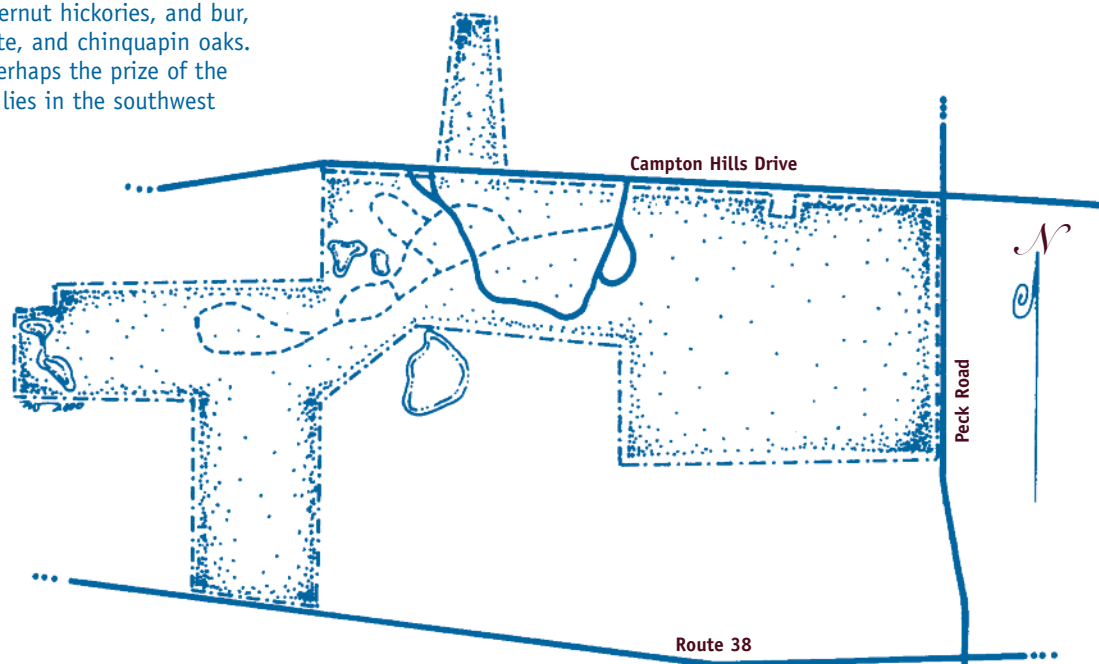 ernut hickories, and bur,
te, and chinquapin oaks.
erhaps the prize of the
lies in the southwest
Campton Hills Drive
N
Peck Road
Route 38